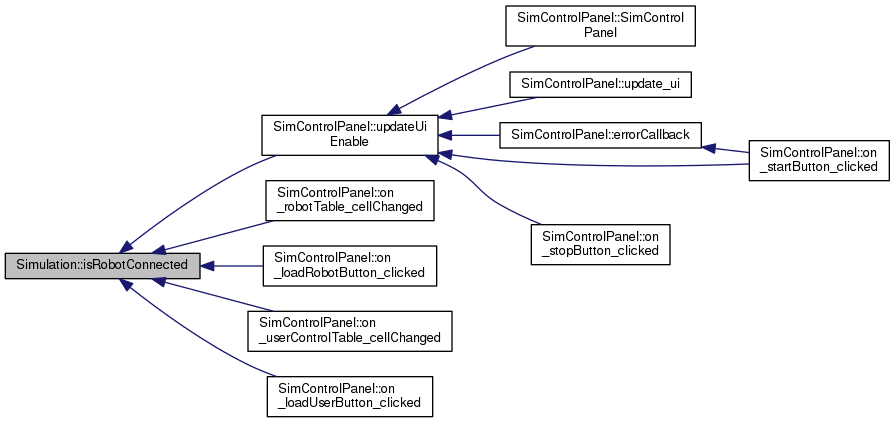 SimControlPanel::SimControl
Panel
SimControlPanel::update_ui
SimControlPanel::updateUi
Enable
SimControlPanel::errorCallback
SimControlPanel::on
_startButton_clicked
SimControlPanel::on
_robotTable_cellChanged
SimControlPanel::on
_stopButton_clicked
Simulation::isRobotConnected
SimControlPanel::on
_loadRobotButton_clicked
SimControlPanel::on
_userControlTable_cellChanged
SimControlPanel::on
_loadUserButton_clicked